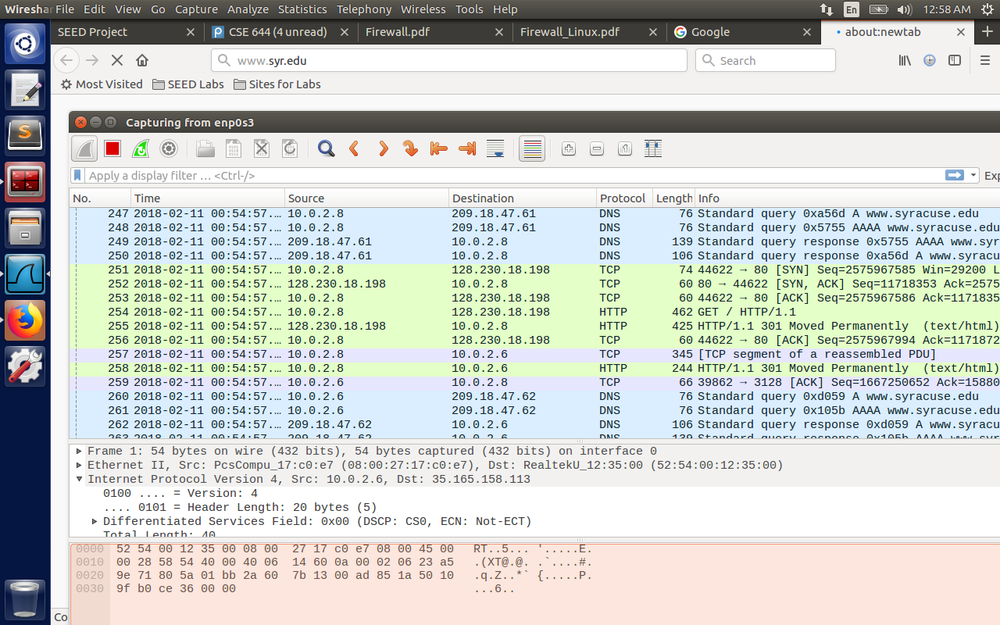 Wireshar File Edit View Go Capture Analyze Statistics Telephony Wireless Tools Help En 12:58 AM
SEED Project CSE 644 (4 unread) Firewall.pdf Firewall_Linux.pdf Google about:newtab
www.syr.edu Search
Most Visited SEED Labs Sites for Labs
Capturing from enp0s3
Apply a display filter … <Ctrl-/> Exp
No. Time Source Destination Protocol Length Info
247 2018-02-11 00:54:57.… 10.0.2.8 209.18.47.61 DNS 76 Standard query 0xa56d A www.syracuse.edu
248 2018-02-11 00:54:57.… 10.0.2.8 209.18.47.61 DNS 76 Standard query 0x5755 AAAA www.syracuse.edu
249 2018-02-11 00:54:57.… 209.18.47.61 10.0.2.8 DNS 139 Standard query response 0x5755 AAAA www.syr
250 2018-02-11 00:54:57.… 209.18.47.61 10.0.2.8 DNS 106 Standard query response 0xa56d A www.syracu
251 2018-02-11 00:54:57.… 10.0.2.8 128.230.18.198 TCP 74 44622 → 80 [SYN] Seq=2575967585 Win=29200 L
252 2018-02-11 00:54:57.… 128.230.18.198 10.0.2.8 TCP 60 80 → 44622 [SYN, ACK] Seq=11718353 Ack=2575
253 2018-02-11 00:54:57.… 10.0.2.8 128.230.18.198 TCP 60 44622 → 80 [ACK] Seq=2575967586 Ack=1171835
254 2018-02-11 00:54:57.… 10.0.2.8 128.230.18.198 HTTP 462 GET / HTTP/1.1
255 2018-02-11 00:54:57.… 128.230.18.198 10.0.2.8 HTTP 425 HTTP/1.1 301 Moved Permanently (text/html)
256 2018-02-11 00:54:57.… 10.0.2.8 128.230.18.198 TCP 60 44622 → 80 [ACK] Seq=2575967994 Ack=1171872
257 2018-02-11 00:54:57.… 10.0.2.8 10.0.2.6 TCP 345 [TCP segment of a reassembled PDU]
258 2018-02-11 00:54:57.… 10.0.2.8 10.0.2.6 HTTP 244 HTTP/1.1 301 Moved Permanently (text/html)
259 2018-02-11 00:54:57.… 10.0.2.6 10.0.2.8 TCP 66 39862 → 3128 [ACK] Seq=1667250652 Ack=15880
260 2018-02-11 00:54:57.… 10.0.2.6 209.18.47.62 DNS 76 Standard query 0xd059 A www.syracuse.edu
261 2018-02-11 00:54:57.… 10.0.2.6 209.18.47.62 DNS 76 Standard query 0x105b AAAA www.syracuse.edu
262 2018-02-11 00:54:57.… 209.18.47.62 10.0.2.6 DNS 106 Standard query response 0xd059 A www.syracu
263 2018-02-11 00:54:57.… 209.18.47.62 10.0.2.6 DNS 139 Standard query response 0x105b AAAA www.syr
Frame 1: 54 bytes on wire (432 bits), 54 bytes captured (432 bits) on interface 0
Ethernet II, Src: PcsCompu_17:c0:e7 (08:00:27:17:c0:e7), Dst: RealtekU_12:35:00 (52:54:00:12:35:00)
Internet Protocol Version 4, Src: 10.0.2.6, Dst: 35.165.158.113
0100 .... = Version: 4
.... 0101 = Header Length: 20 bytes (5)
Differentiated Services Field: 0x00 (DSCP: CS0, ECN: Not-ECT)
Total Length: 40
0000 52 54 00 12 35 00 08 00 27 17 c0 e7 08 00 45 00 RT..5... '.....E.
0010 00 28 58 54 40 00 40 06 14 60 0a 00 02 06 23 a5 .(XT@.@. .`....#.
0020 9e 71 80 5a 01 bb 2a 60 7b 13 00 ad 85 1a 50 10 .q.Z..*` {.....P.
0030 9f b0 ce 36 00 00 ...6..
Co